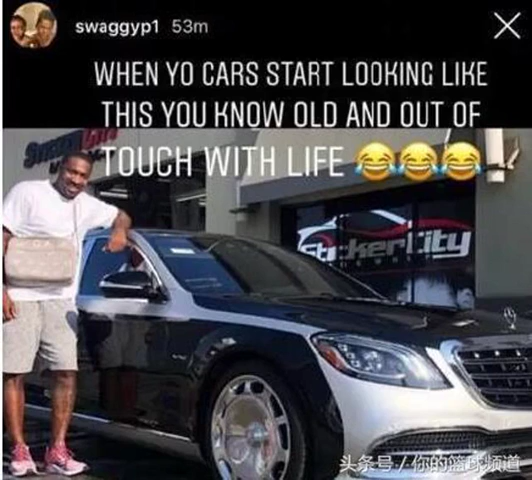 swaggyp1 53m
WHEN YO CARS START LOOKING LIKE
THIS YOU KNOW OLD AND OUT OF
TOUCH WITH LIFE 😂😂😂
StickerCity
头条号/你的篮球频道